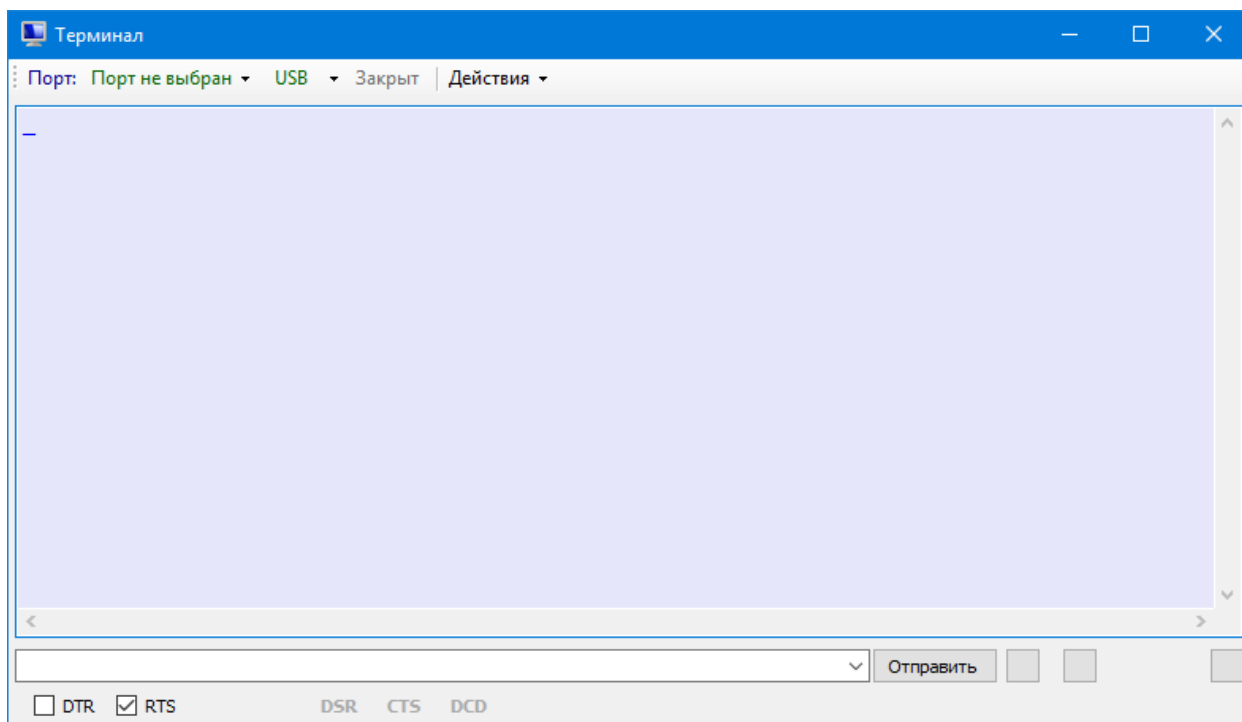 Терминал
Порт: Порт не выбран USB Закрыт Действия
_
Отправить
DTR RTS DSR CTS DCD